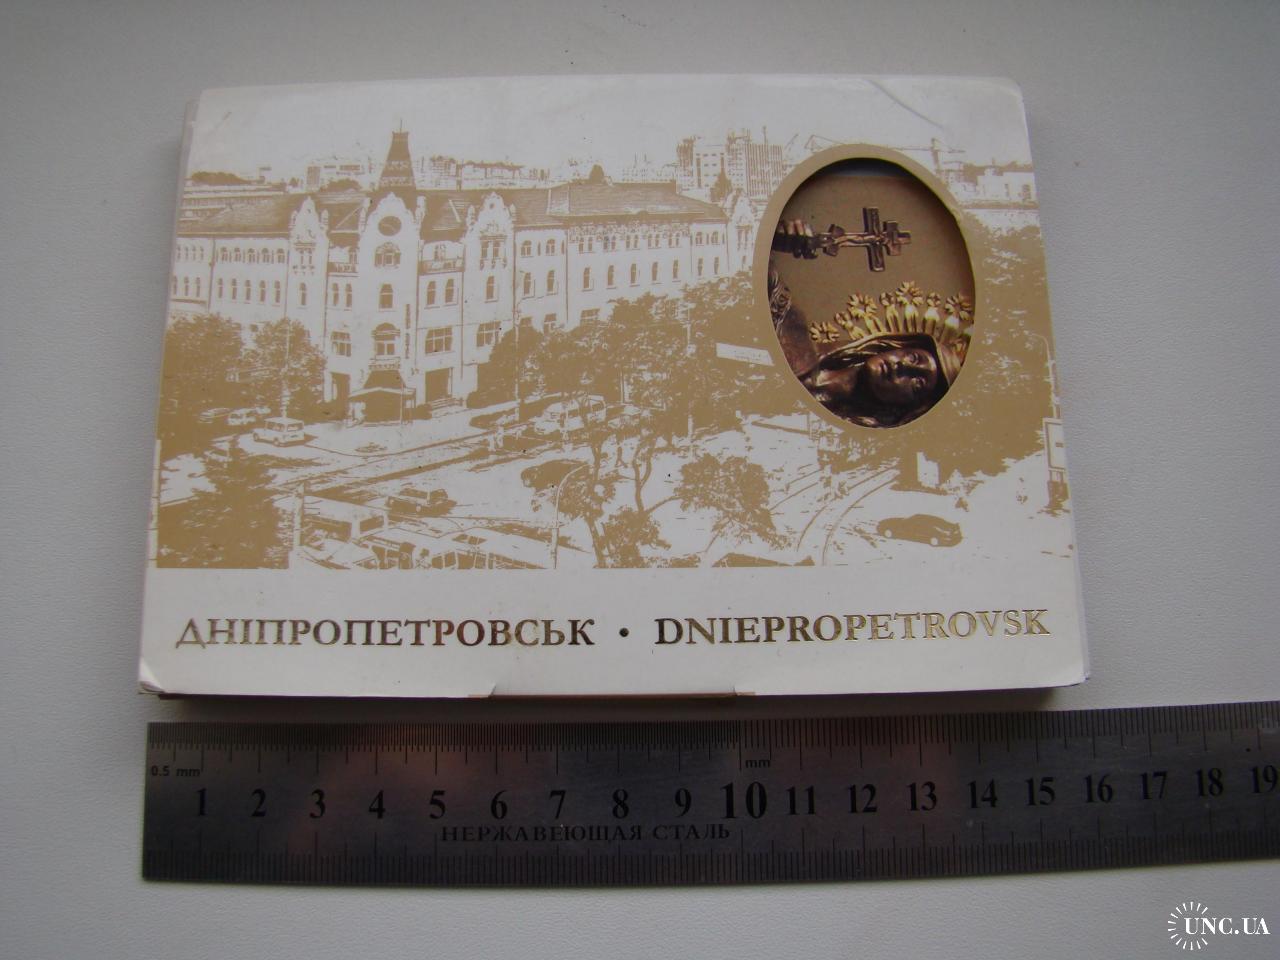 ДНІПРОПЕТРОВСЬК • DNIEPROPETROVSK
0.5 mm
mm
1 2 3 4 5 6 7 8 9 10 11 12 13 14 15 16 17 18 19
НЕРЖАВЕЮЩАЯ СТАЛЬ
UNC.UA